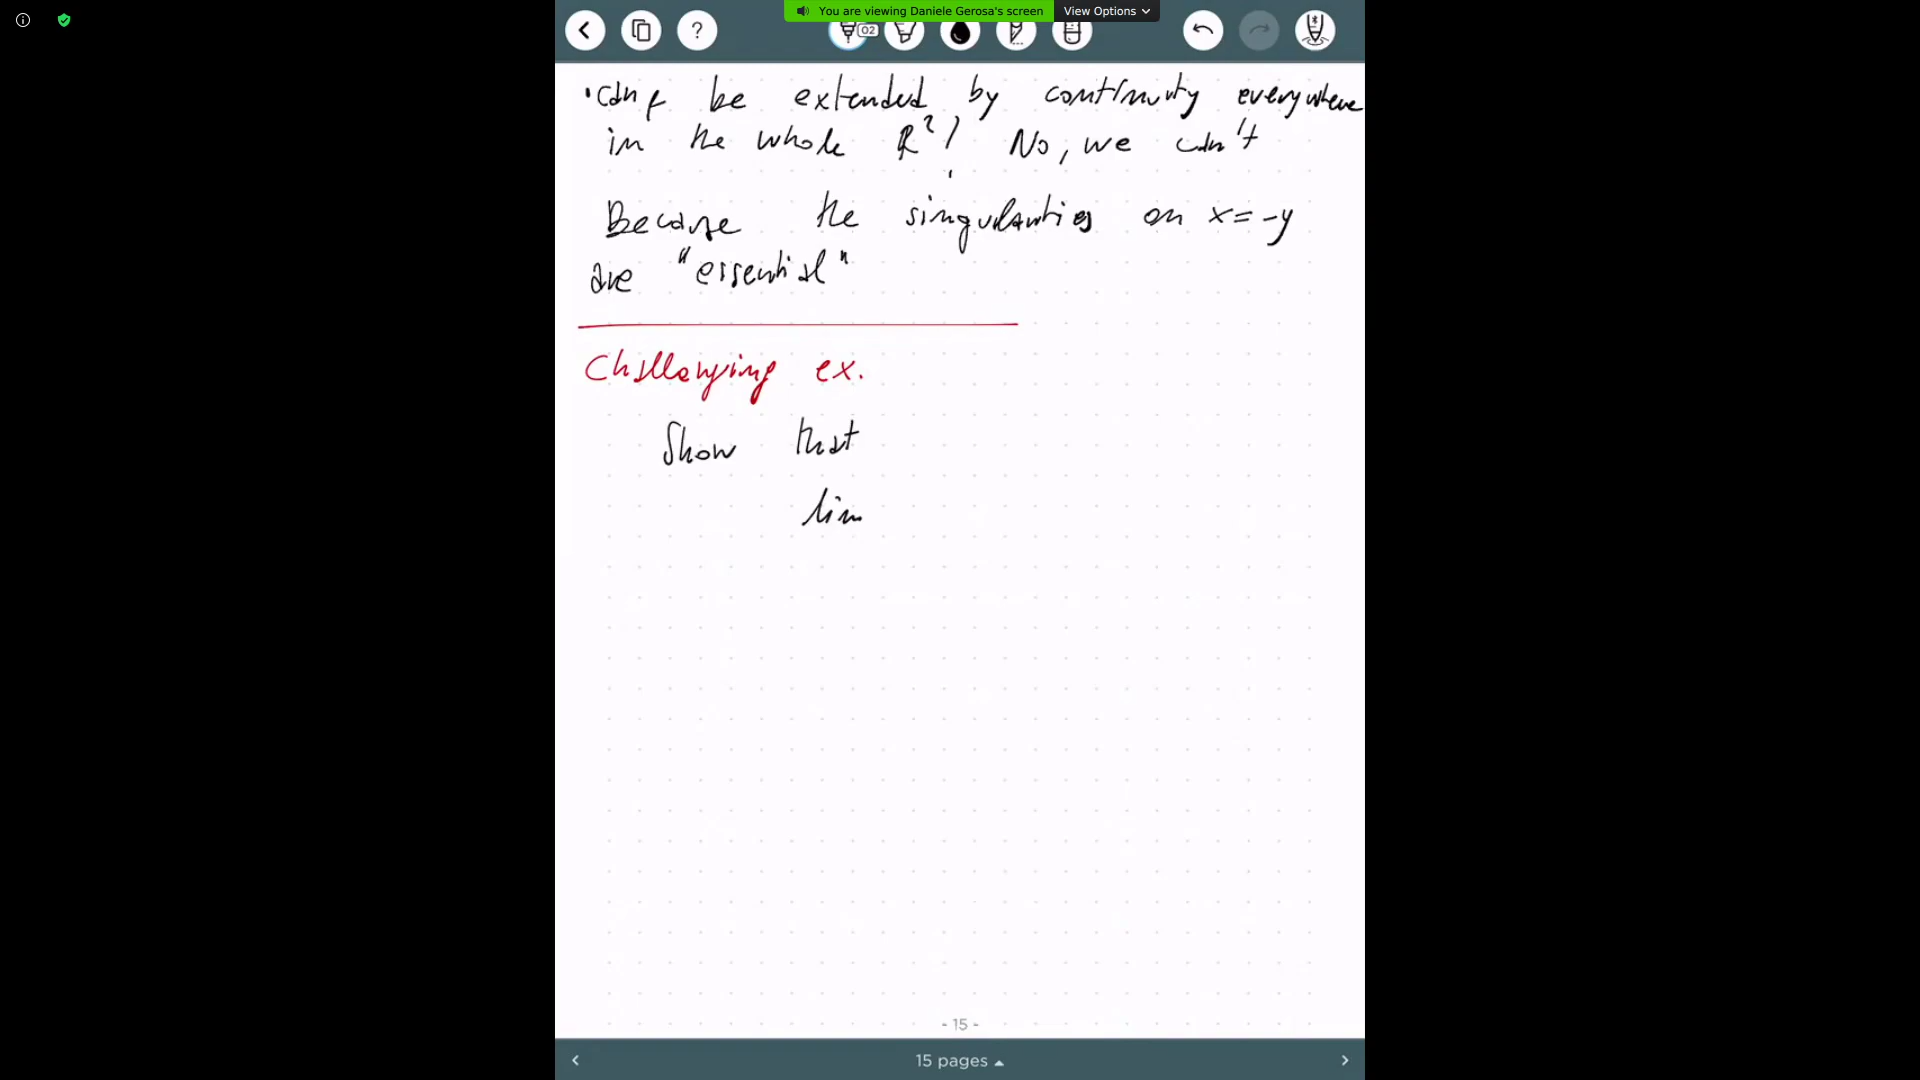 You are viewing Daniele Gerosa's screen
View Options
02
?
• can f be extended by continuity everywhere
in the whole R²? No, we can't
Because the singularities on x = -y
are "essential"
Challenging ex.
Show that
lim
- 15 -
15 pages